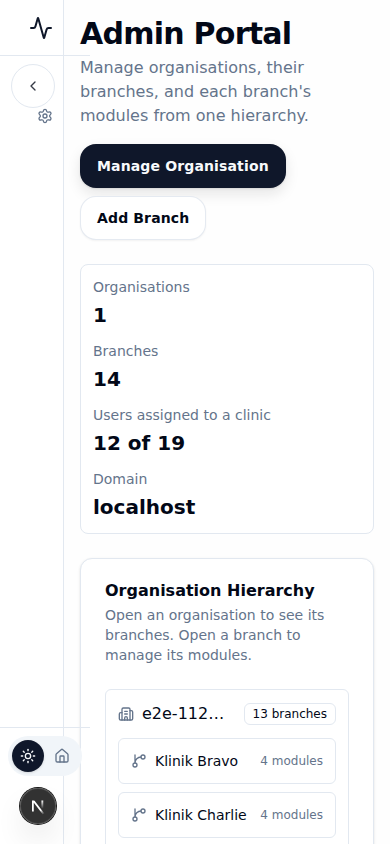 Admin Portal
Manage organisations, their
branches, and each branch's
modules from one hierarchy.
Manage Organisation
Add Branch
Organisations
1
Branches
14
Users assigned to a clinic
12 of 19
Domain
localhost
Organisation Hierarchy
Open an organisation to see its
branches. Open a branch to
manage its modules.
e2e-112... 13 branches
Klinik Bravo 4 modules
Klinik Charlie 4 modules
N